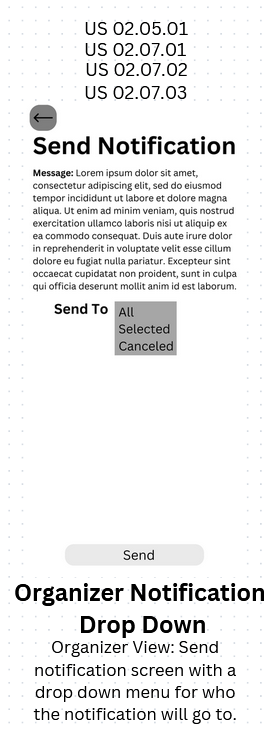 US 02.05.01
US 02.07.01
US 02.07.02
US 02.07.03
←
Send Notification
Message: Lorem ipsum dolor sit amet,
consectetur adipiscing elit, sed do eiusmod
tempor incididunt ut labore et dolore magna
aliqua. Ut enim ad minim veniam, quis nostrud
exercitation ullamco laboris nisi ut aliquip ex
ea commodo consequat. Duis aute irure dolor
in reprehenderit in voluptate velit esse cillum
dolore eu fugiat nulla pariatur. Excepteur sint
occaecat cupidatat non proident, sunt in culpa
qui officia deserunt mollit anim id est laborum.
Send To
All
Selected
Canceled
Send
Organizer Notification
Drop Down
Organizer View: Send
notification screen with a
drop down menu for who
the notification will go to.